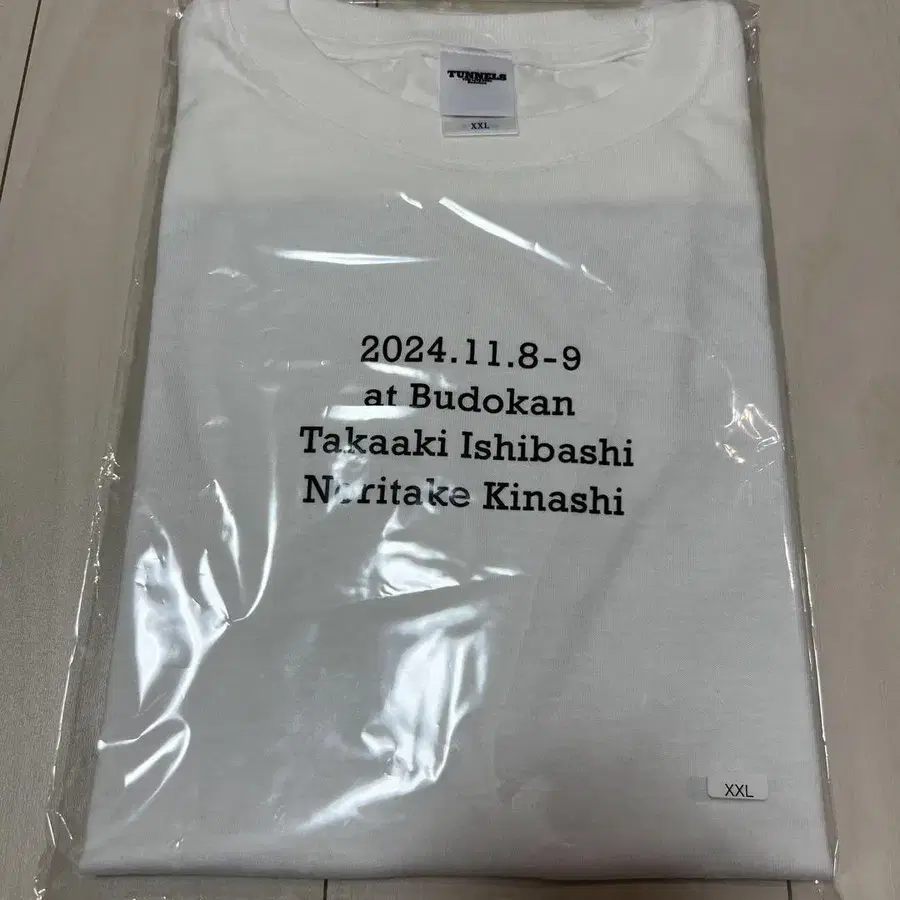 TUNNELS
XXL
2024.11.8-9
at Budokan
Takaaki Ishibashi
Noritake Kinashi
XXL